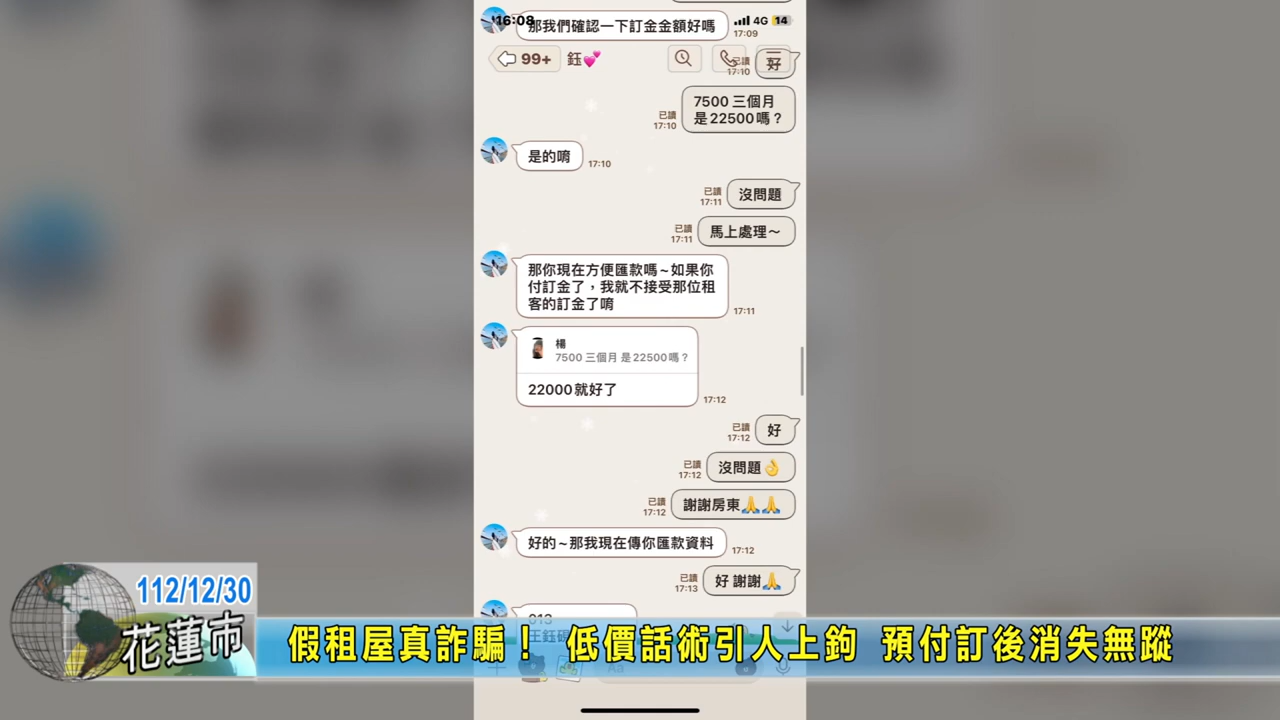 16:08
那我們確認一下訂金金額好嗎
17:09
4G 14
99+ 鈺💕
已讀
17:10
好
7500 三個月
是22500嗎？
已讀
17:10
是的唷
17:10
已讀
17:11
沒問題
已讀
17:11
馬上處理～
那你現在方便匯款嗎~如果你
付訂金了，我就不接受那位租
客的訂金了唷
17:11
楊
7500 三個月 是22500嗎？
22000就好了
17:12
已讀
17:12
好
已讀
17:12
沒問題👌
已讀
17:12
謝謝房東🙏🙏
好的~那我現在傳你匯款資料
17:12
已讀
17:13
好 謝謝🙏
Aa
112/12/30
花蓮市
假租屋真詐騙！ 低價話術引人上鉤 預付訂後消失無蹤